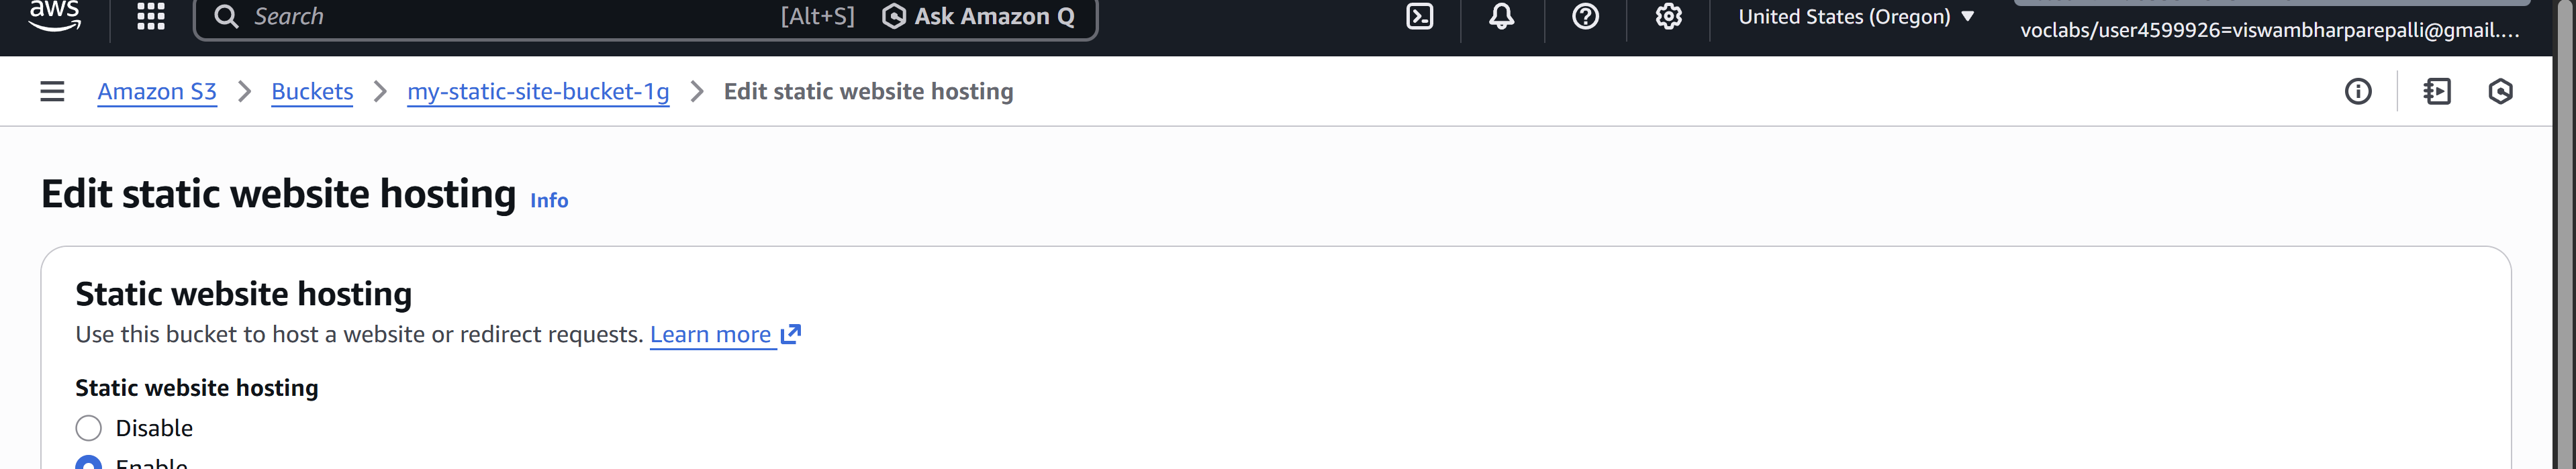 aws
Search [Alt+S] Ask Amazon Q United States (Oregon)
voclabs/user4599926=viswambharparepalli@gmail....
Amazon S3 Buckets my-static-site-bucket-1g Edit static website hosting
Edit static website hosting Info
Static website hosting
Use this bucket to host a website or redirect requests. Learn more
Static website hosting
Disable
Enable